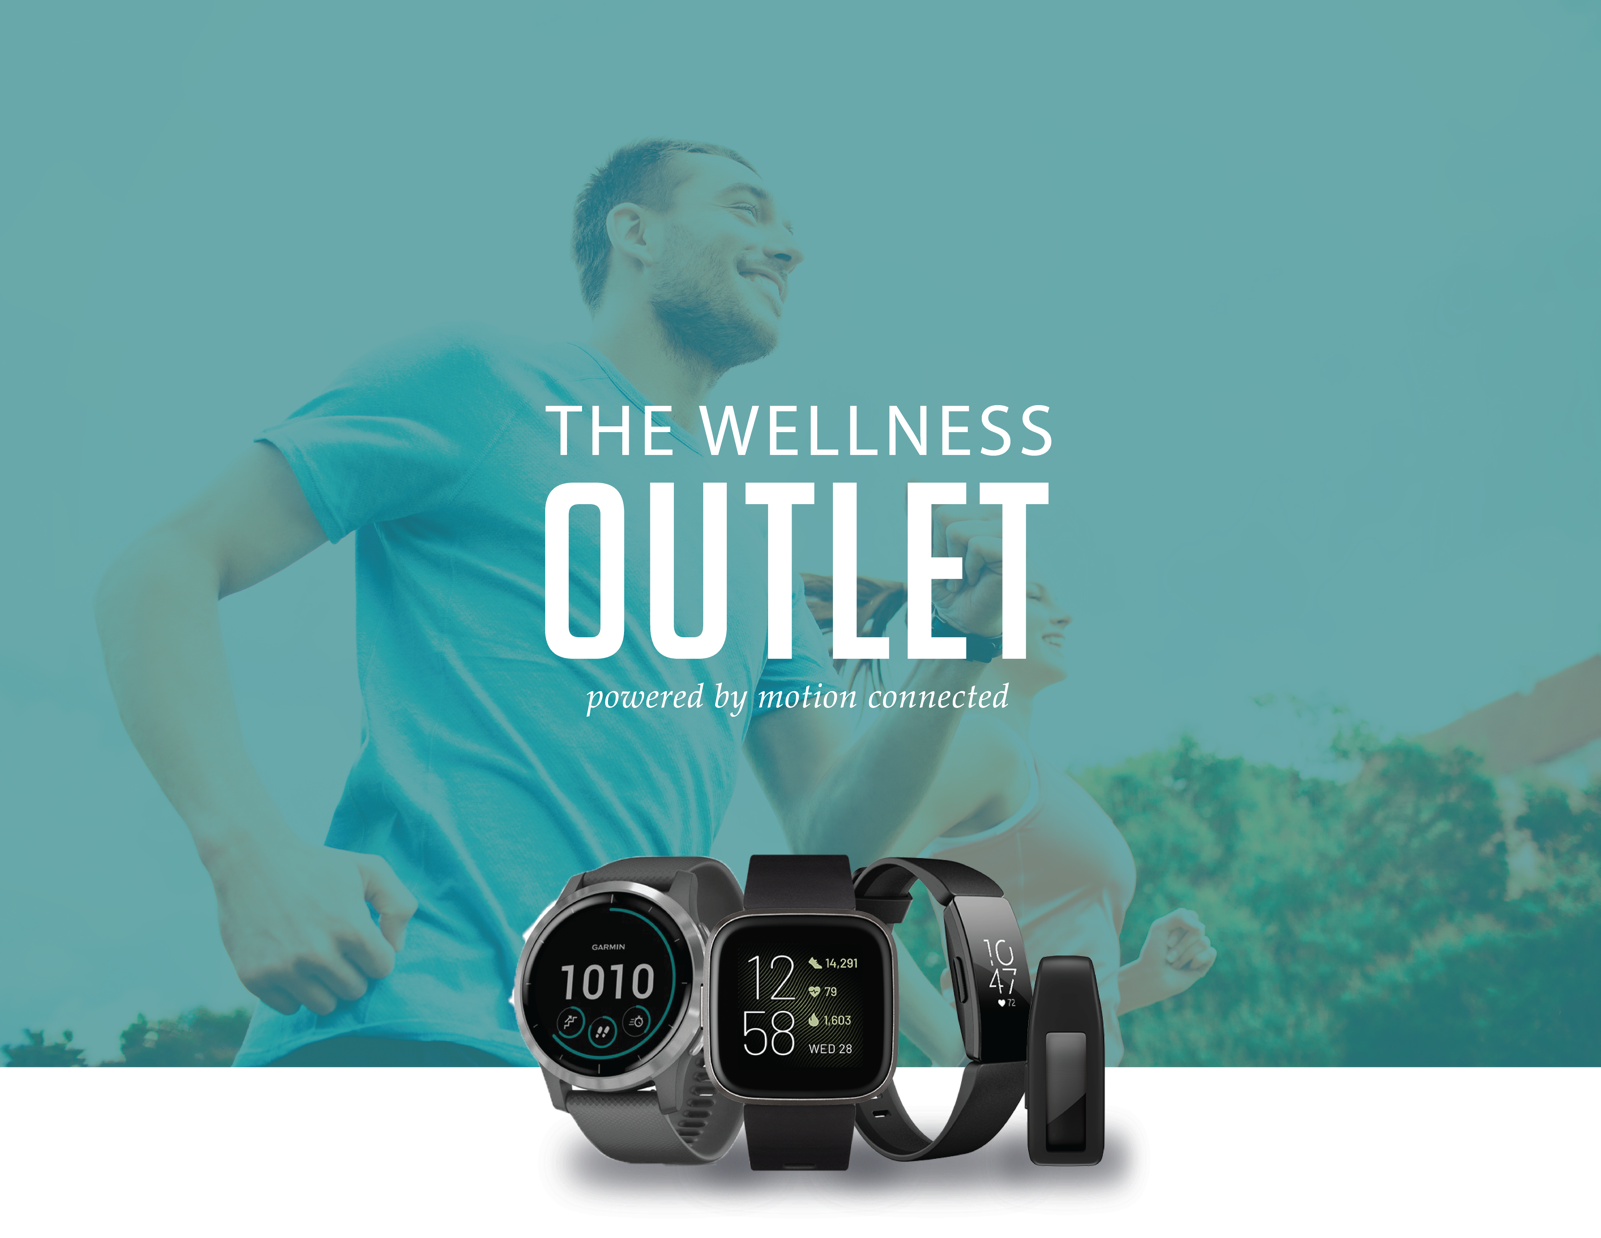 THE WELLNESS
OUTLET
powered by motion connected
GARMIN
1010
12
58
14,291
79
1,603
WED 28
10
47
72